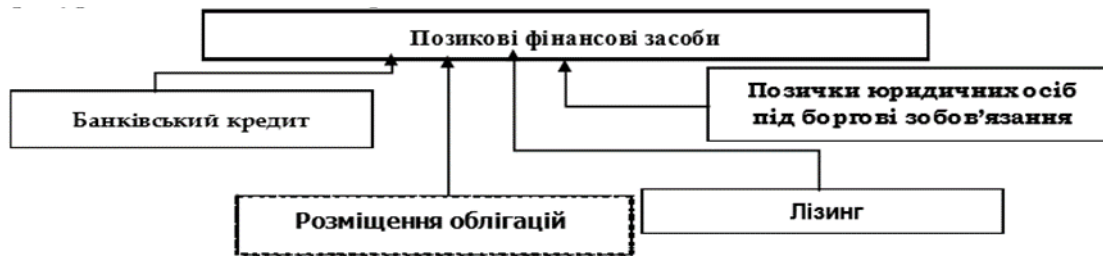 Позикові фінансові засоби
Банківський кредит
Позички юридичних осіб
під боргові зобов’язання
Розміщення облігацій
Лізинг